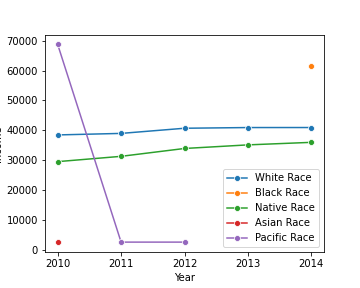 70000
60000
50000
40000
30000
20000
10000
0
2010 2011 2012 2013 2014
Year
White Race
Black Race
Native Race
Asian Race
Pacific Race